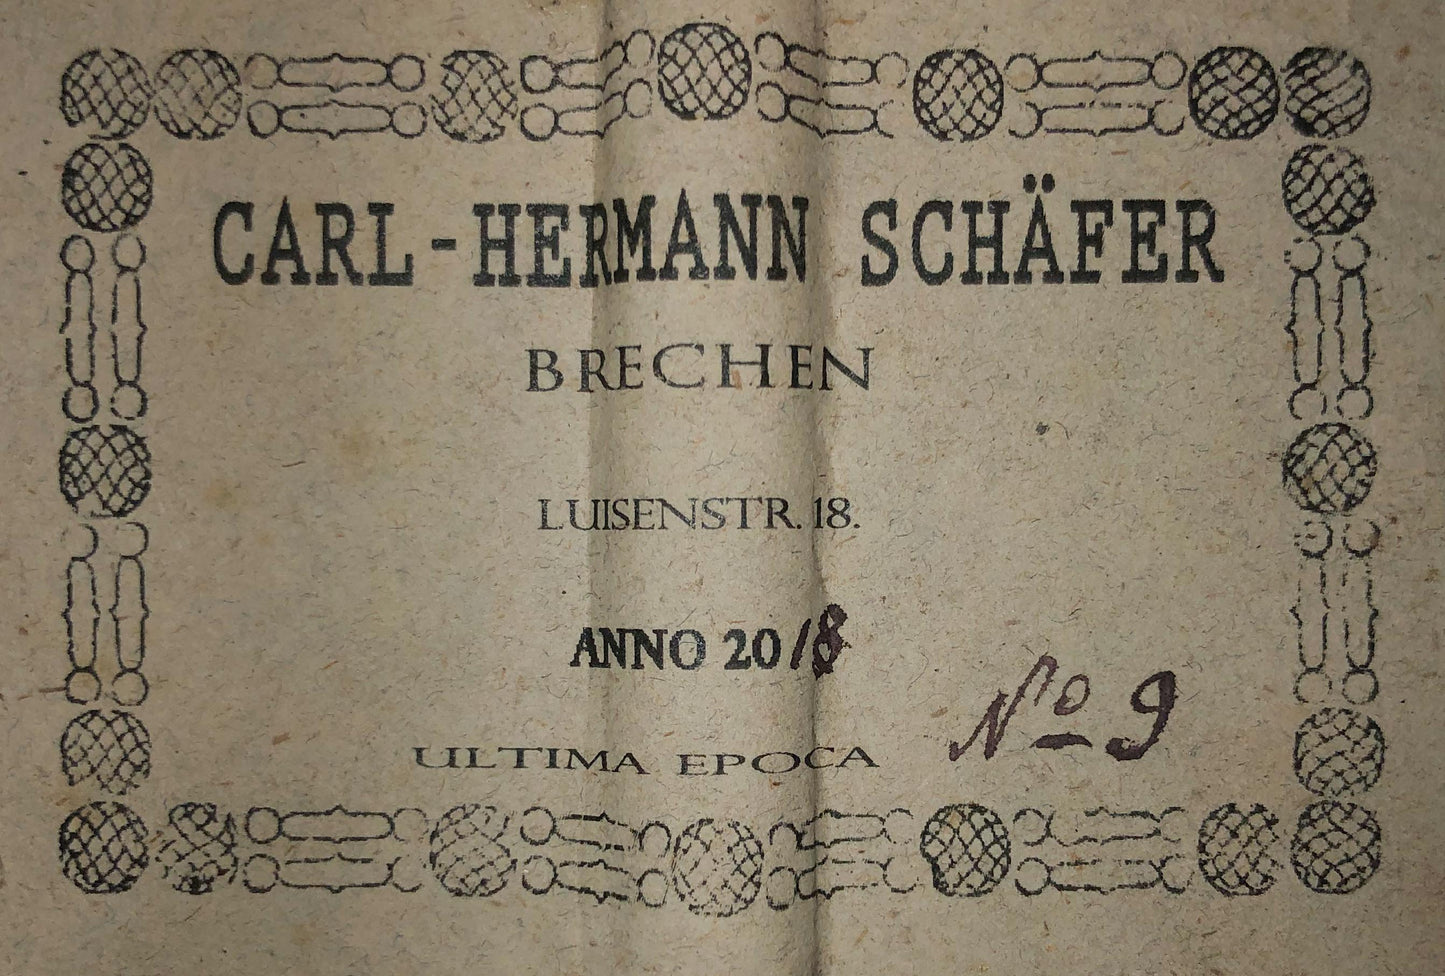 CARL-HERMANN SCHÄFER
BRECHEN
LUISENSTR. 18.
ANNO 2018
No 9
ULTIMA EPOCA